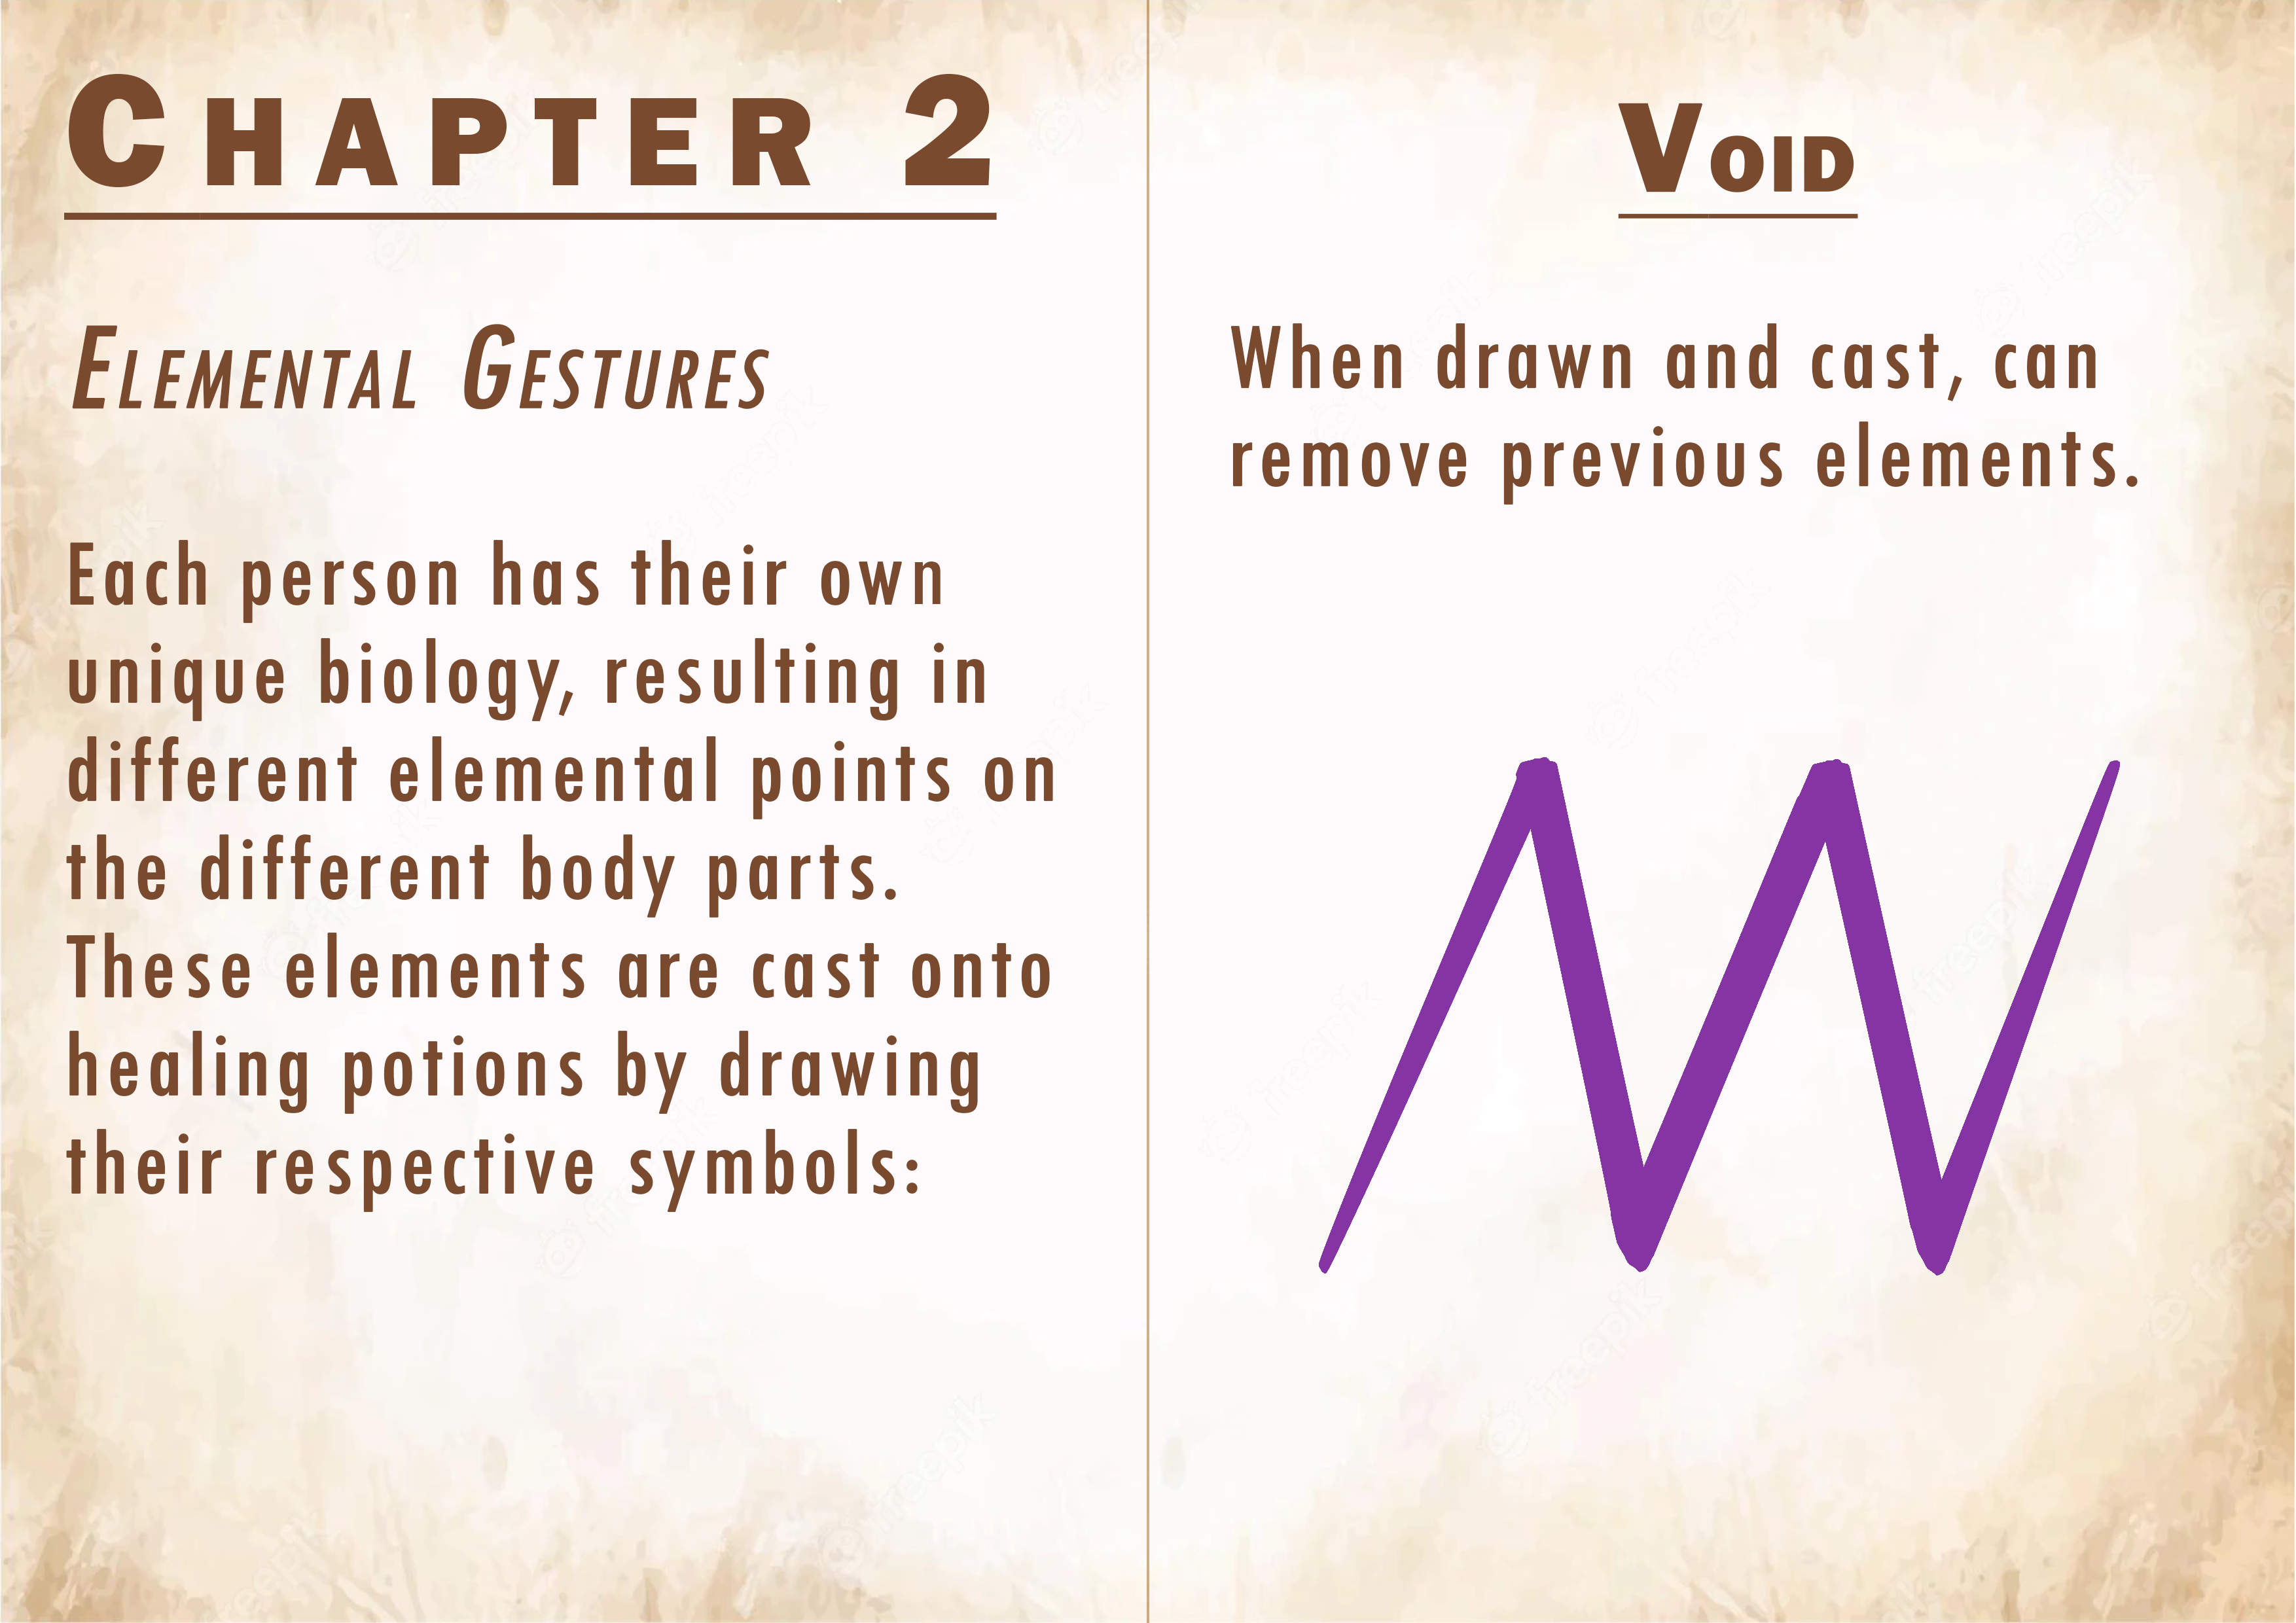 CHAPTER 2
ELEMENTAL GESTURES
Each person has their own
unique biology, resulting in
different elemental points on
the different body parts.
These elements are cast onto
healing potions by drawing
their respective symbols:
VOID
When drawn and cast, can
remove previous elements.
freepik